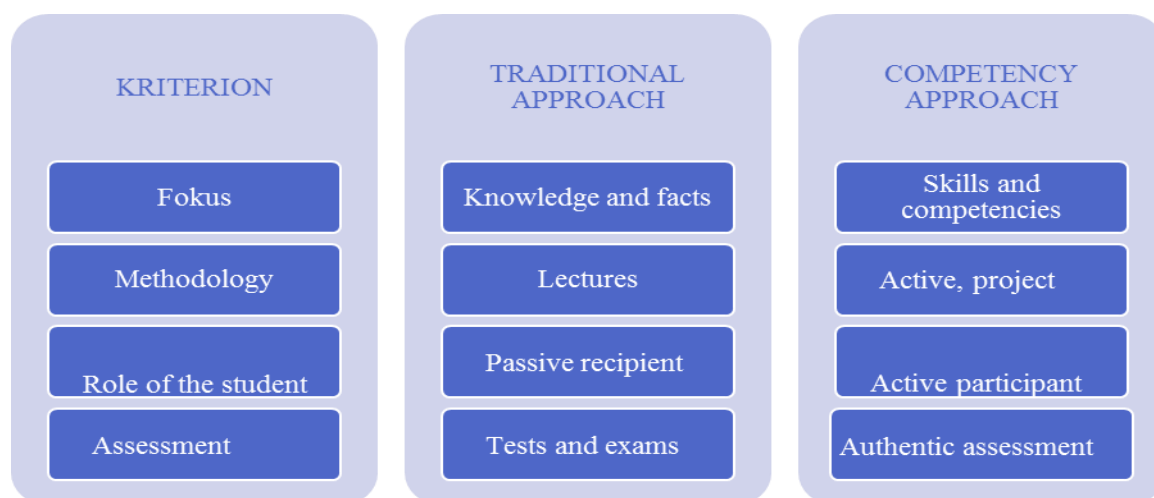 KRITERION
Fokus
Methodology
Role of the student
Assessment
TRADITIONAL
APPROACH
Knowledge and facts
Lectures
Passive recipient
Tests and exams
COMPETENCY
APPROACH
Skills and
competencies
Active, project
Active participant
Authentic assessment